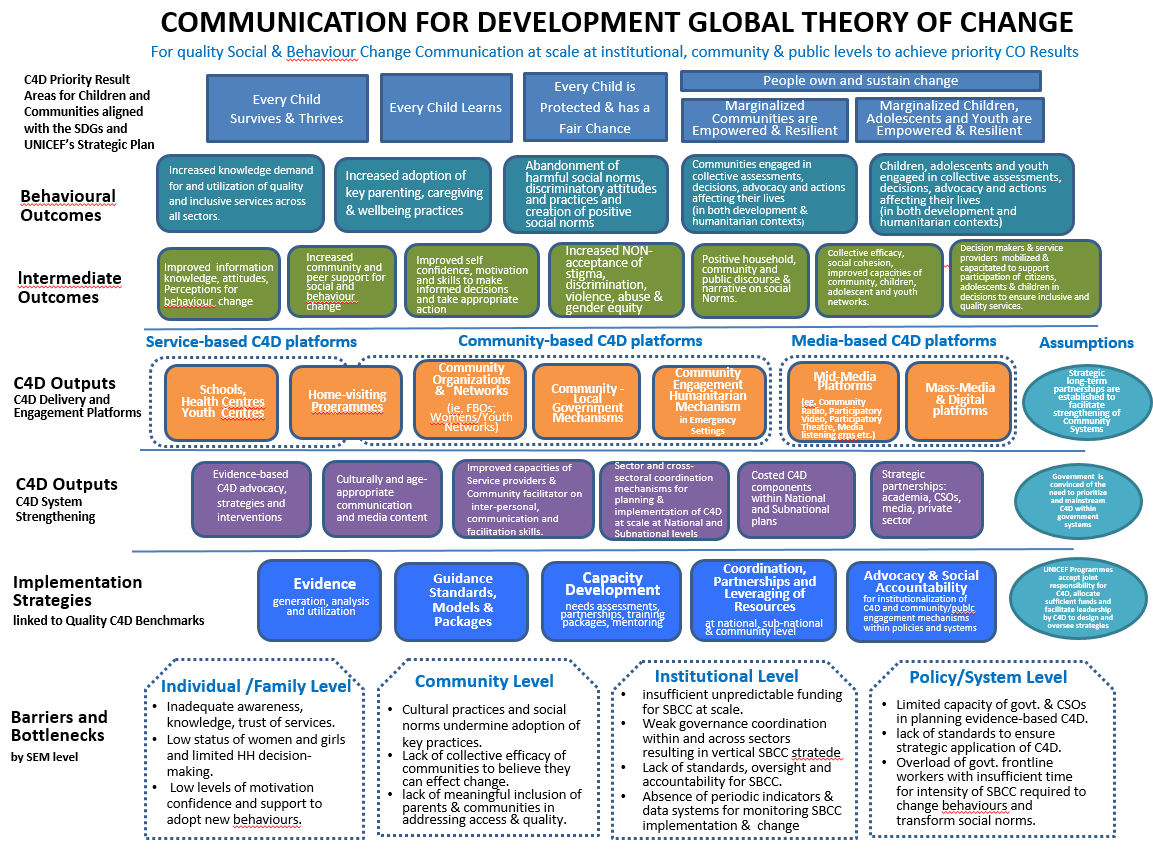 COMMUNICATION FOR DEVELOPMENT GLOBAL THEORY OF CHANGE
For quality Social & Behaviour Change Communication at scale at institutional, community & public levels to achieve priority CO Results
C4D Priority Result
Areas for Children and
Communities aligned
with the SDGs and
UNICEF's Strategic Plan
Every Child
Survives & Thrives
Every Child Learns
Every Child is
Protected & has a
Fair Chance
People own and sustain change
Marginalized
Communities are
Empowered & Resilient
Marginalized Children,
Adolescents and Youth are
Empowered & Resilient
Behavioural
Outcomes
Increased knowledge demand
for and utilization of quality
and inclusive services across
all sectors.
Increased adoption of
key parenting, caregiving
& wellbeing practices
Abandonment of
harmful social norms,
discriminatory attitudes
and practices and
creation of positive
social norms
Communities engaged in
collective assessments,
decisions, advocacy and actions
affecting their lives
(in both development &
humanitarian contexts)
Children, adolescents and youth
engaged in collective assessments,
decisions, advocacy and actions
affecting their lives
(in both development and
humanitarian contexts)
Intermediate
Outcomes
Improved information
knowledge, attitudes,
Perceptions for
behaviour change
Increased
community and
peer support for
social and
behaviour
change
Improved self
confidence, motivation
and skills to make
informed decisions
and take appropriate
action
Increased NON-
acceptance of
stigma,
discrimination,
violence, abuse &
gender equity
Positive household,
community and
public discourse &
narrative on social
Norms.
Collective efficacy,
social cohesion,
improved capacities of
community, children,
adolescent and youth
networks.
Decision makers & service
providers mobilized &
capacitated to support
participation of citizens,
adolescents & children in
decisions to ensure inclusive and
quality services.
Service-based C4D platforms
Community-based C4D platforms
Media-based C4D platforms
Assumptions
C4D Outputs
C4D Delivery and
Engagement Platforms
Schools,
Health Centres
Youth Centres
Home-visiting
Programmes
Community
Organizations
& Networks
(ie. FBOs;
Womens/Youth
Networks)
Community -
Local
Government
Mechanisms
Community
Engagement
Humanitarian
Mechanism
in Emergency
Settings
Mid-Media
Platforms
(eg, Community
Radio, Participatory
Video, Participatory
Theatre, Media
listening grps etc.)
Mass-Media
& Digital
platforms
Strategic
long-term
partnerships are
established to
facilitate
strengthening of
Community
Systems
C4D Outputs
C4D System
Strengthening
Evidence-based
C4D advocacy,
strategies and
interventions
Culturally and age-
appropriate
communication
and media content
Improved capacities of
Service providers &
Community facilitator on
inter-personal,
communication and
facilitation skills.
Sector and cross-
sectoral coordination
mechanisms for
planning &
implementation of C4D
at scale at National and
Subnational levels
Costed C4D
components
within National
and Subnational
plans
Strategic
partnerships:
academia, CSOs,
media, private
sector
Government is
convinced of the
need to prioritize
and mainstream
C4D within
government
systems
Implementation
Strategies
linked to Quality C4D Benchmarks
Evidence
generation, analysis
and utilization
Guidance
Standards,
Models &
Packages
Capacity
Development
needs assessments,
partnerships, training
packages, mentoring
Coordination,
Partnerships and
Leveraging of
Resources
at national, sub-national
& community level
Advocacy & Social
Accountability
for institutionalization of
C4D and community/public
engagement mechanisms
within policies and systems
UNICEF Programmes
accept joint
responsibility for
C4D, allocate
sufficient funds and
facilitate leadership
by C4D to design and
oversee strategies
Barriers and
Bottlenecks
by SEM level
Individual /Family Level
• Inadequate awareness,
knowledge, trust of services.
• Low status of women and girls
and limited HH decision-
making.
• Low levels of motivation
confidence and support to
adopt new behaviours.
Community Level
• Cultural practices and social
norms undermine adoption of
key practices.
• Lack of collective efficacy of
communities to believe they
can effect change.
• lack of meaningful inclusion of
parents & communities in
addressing access & quality.
Institutional Level
• insufficient unpredictable funding
for SBCC at scale.
• Weak governance coordination
within and across sectors
resulting in vertical SBCC stratede
• Lack of standards, oversight and
accountability for SBCC.
• Absence of periodic indicators &
data systems for monitoring SBCC
implementation & change
Policy/System Level
• Limited capacity of govt. & CSOs
in planning evidence-based C4D.
• lack of standards to ensure
strategic application of C4D.
• Overload of govt. frontline
workers with insufficient time
for intensity of SBCC required to
change behaviours and
transform social norms.